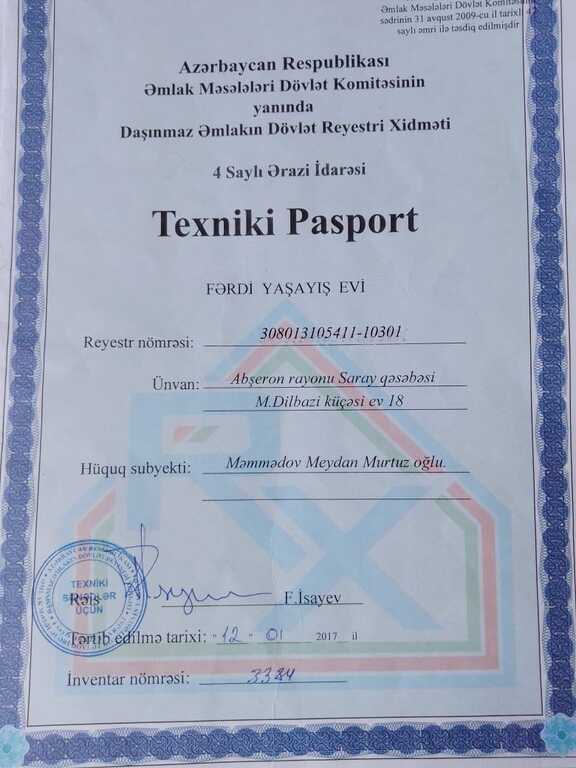 Əmlak Məsələləri Dövlət Komitəsinin
sədrinin 31 avqust 2009-cu il tarixli
saylı əmri ilə təsdiq edilmişdir
Azərbaycan Respublikası
Əmlak Məsələləri Dövlət Komitəsinin
yanında
Daşınmaz Əmlakın Dövlət Reyestri Xidməti
4 Saylı Ərazi İdarəsi
Texniki Pasport
FƏRDİ YAŞAYIŞ EVİ
Reyestr nömrəsi: 308013105411-10301
Ünvan: Abşeron rayonu Saray qəsəbəsi
M.Dilbazi küçəsi ev 18
Hüquq subyekti: Məmmədov Meydan Murtuz oğlu.
TEXNİKİ
SƏNƏDLƏR
ÜÇÜN
Rəis F.İsayev
Tərtib edilmə tarixi: "12" 01 2017 il
İnventar nömrəsi: 3384